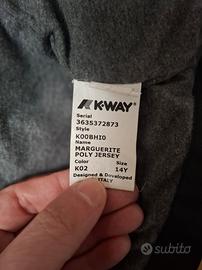 K-WAY
Serial
3635372873
Style
K00BHI0
Name
MARGUERITE
POLY JERSEY
Color Size
K02 14Y
Designed & Developed
ITALY
subito